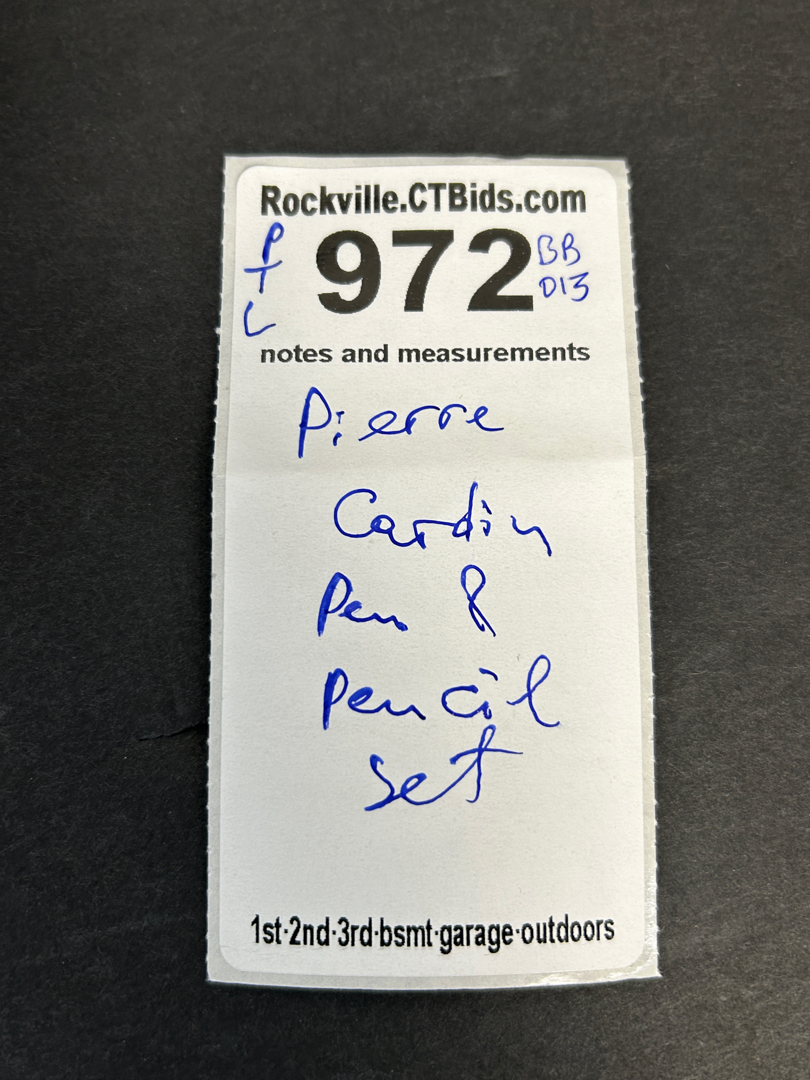 Rockville.CTBids.com
P
T
L
972
BB
D13
notes and measurements
Pierre
Cardin
Pen &
Pencil
set
1st·2nd·3rd·bsmt·garage·outdoors